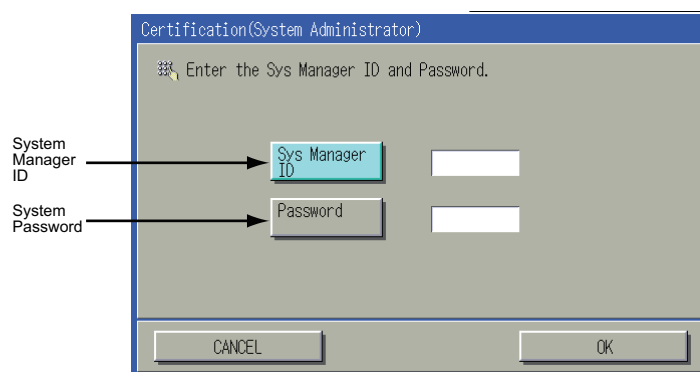 Certification(System Administrator)
Enter the Sys Manager ID and Password.
System
Manager
ID
Sys Manager
ID
System
Password
Password
CANCEL
OK